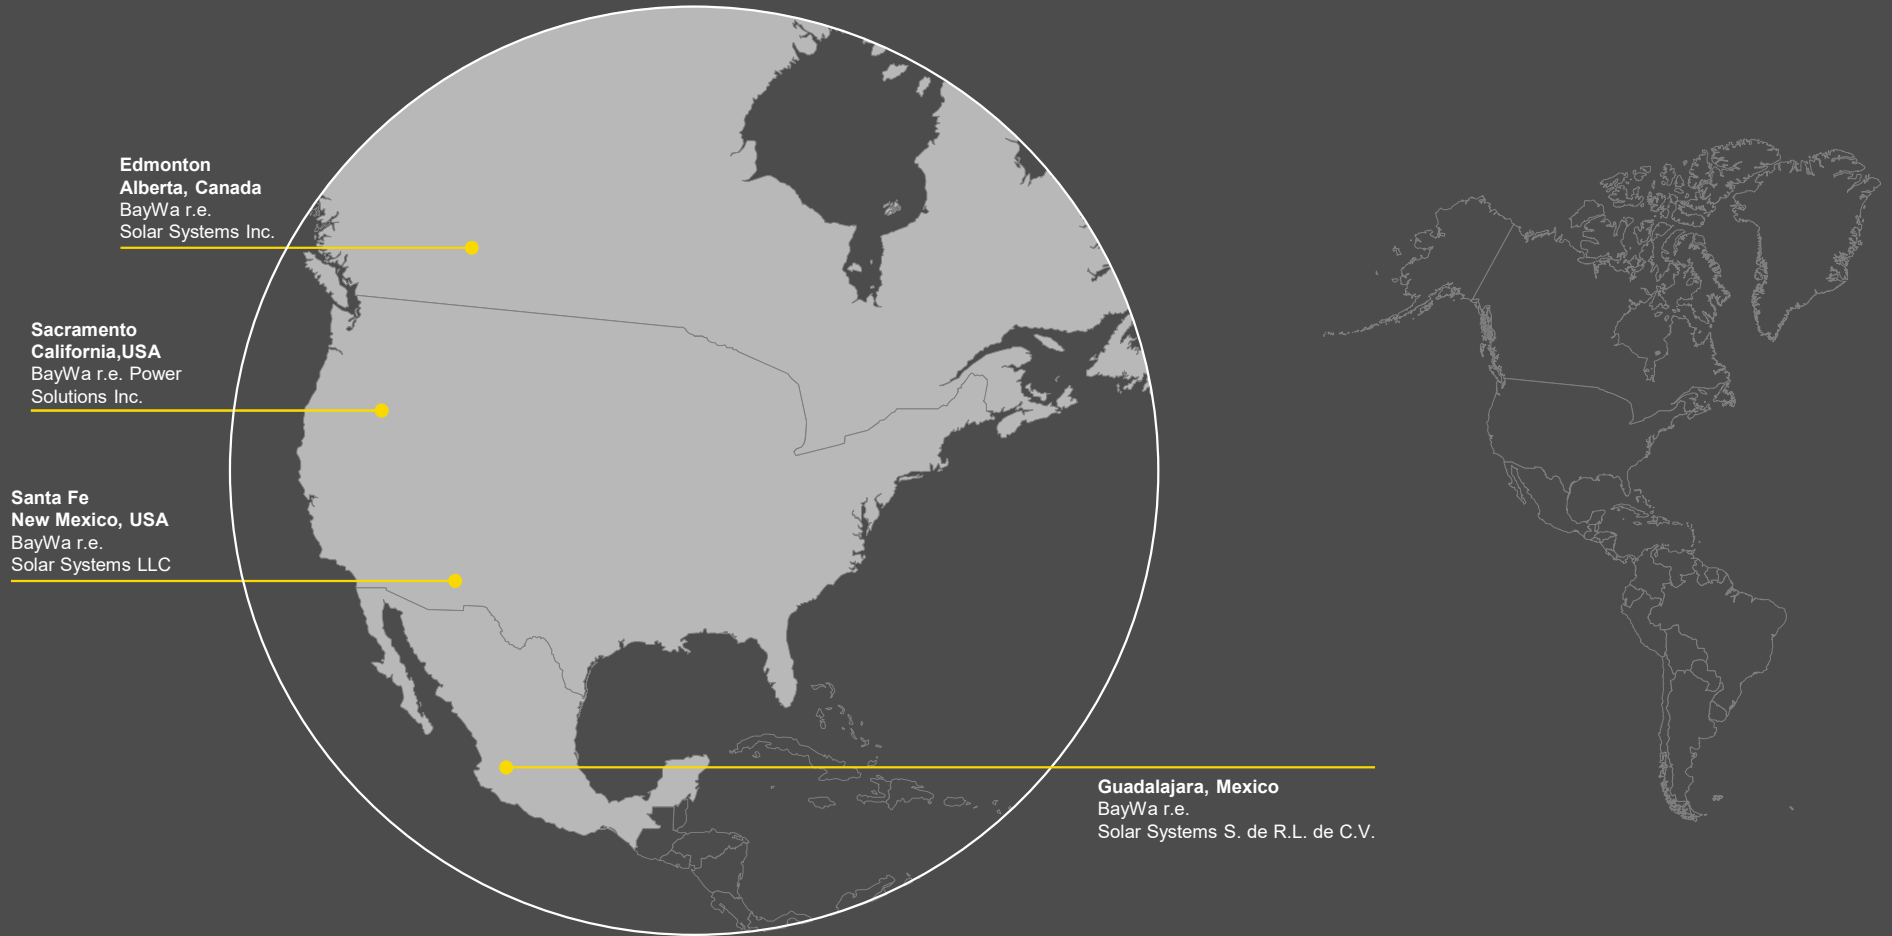 Edmonton
Alberta, Canada
BayWa r.e.
Solar Systems Inc.
Sacramento
California,USA
BayWa r.e. Power
Solutions Inc.
Santa Fe
New Mexico, USA
BayWa r.e.
Solar Systems LLC
Guadalajara, Mexico
BayWa r.e.
Solar Systems S. de R.L. de C.V.